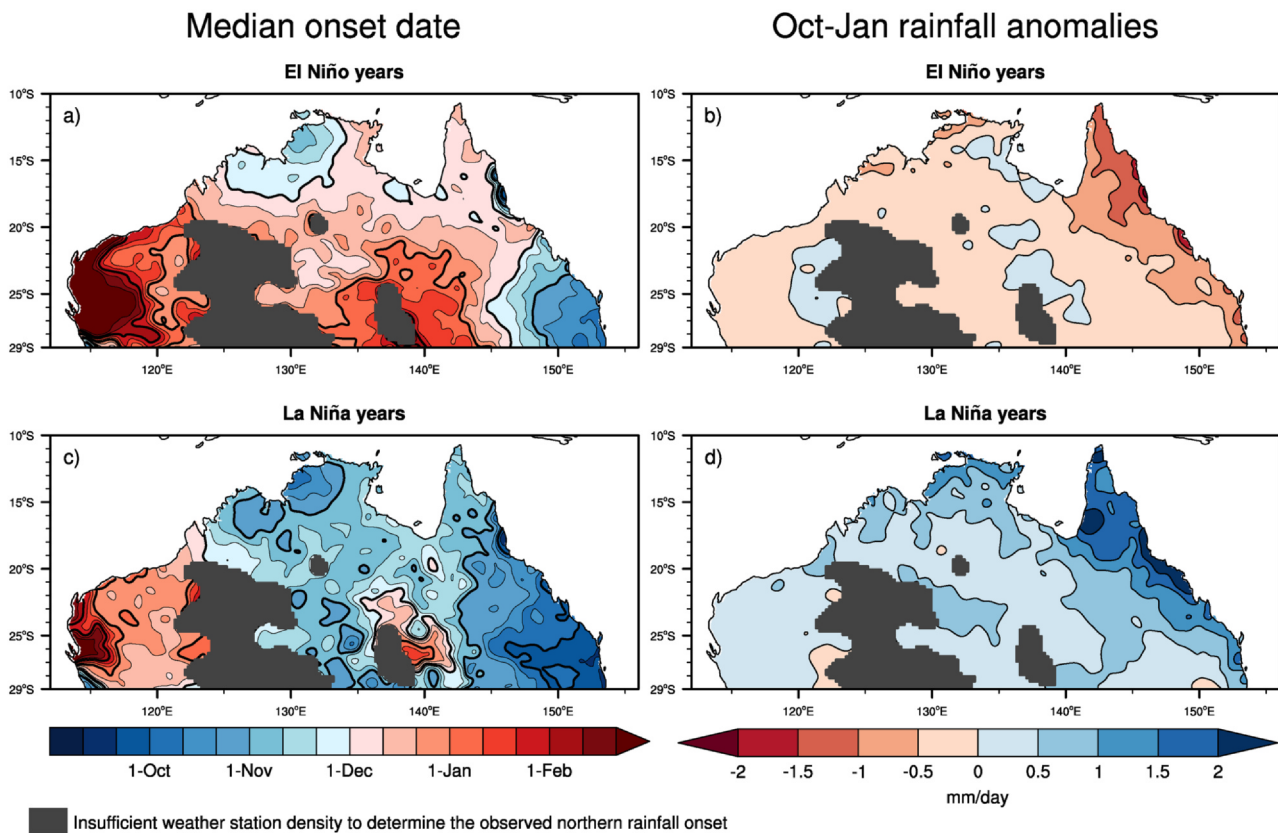 Median onset date
Oct-Jan rainfall anomalies
El Niño years
El Niño years
a)
b)
10°S
15°S
20°S
25°S
29°S
120°E
130°E
140°E
150°E
10°S
15°S
20°S
25°S
29°S
120°E
130°E
140°E
150°E
La Niña years
La Niña years
c)
d)
10°S
15°S
20°S
25°S
29°S
120°E
130°E
140°E
150°E
10°S
15°S
20°S
25°S
29°S
120°E
130°E
140°E
150°E
1-Oct 1-Nov 1-Dec 1-Jan 1-Feb
-2 -1.5 -1 -0.5 0 0.5 1 1.5 2
mm/day
Insufficient weather station density to determine the observed northern rainfall onset